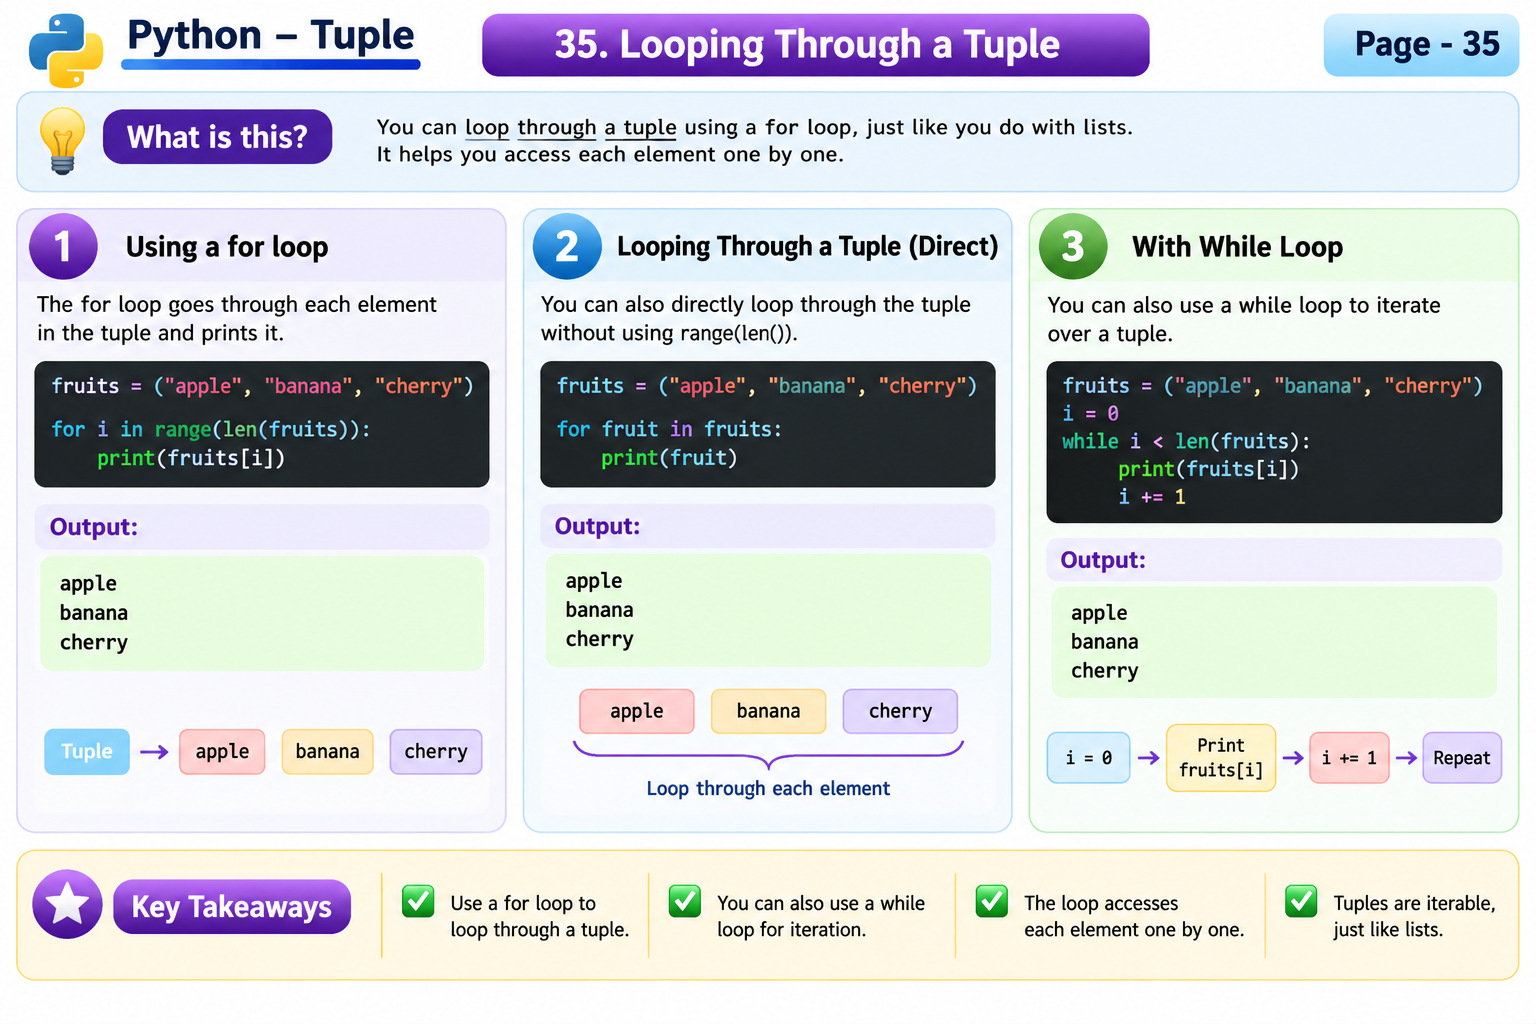 Python – Tuple
35. Looping Through a Tuple
Page - 35
What is this?
You can loop through a tuple using a for loop, just like you do with lists.
It helps you access each element one by one.
1
Using a for loop
The for loop goes through each element
in the tuple and prints it.
fruits = ("apple", "banana", "cherry")
for i in range(len(fruits)):
    print(fruits[i])
Output:
apple
banana
cherry
Tuple → apple banana cherry
2
Looping Through a Tuple (Direct)
You can also directly loop through the tuple
without using range(len()).
fruits = ("apple", "banana", "cherry")
for fruit in fruits:
    print(fruit)
Output:
apple
banana
cherry
apple banana cherry
Loop through each element
3
With While Loop
You can also use a while loop to iterate
over a tuple.
fruits = ("apple", "banana", "cherry")
i = 0
while i < len(fruits):
    print(fruits[i])
    i += 1
Output:
apple
banana
cherry
i = 0 →
Print
fruits[i]
→ i += 1 → Repeat
Key Takeaways
Use a for loop to
loop through a tuple.
You can also use a while
loop for iteration.
The loop accesses
each element one by one.
Tuples are iterable,
just like lists.